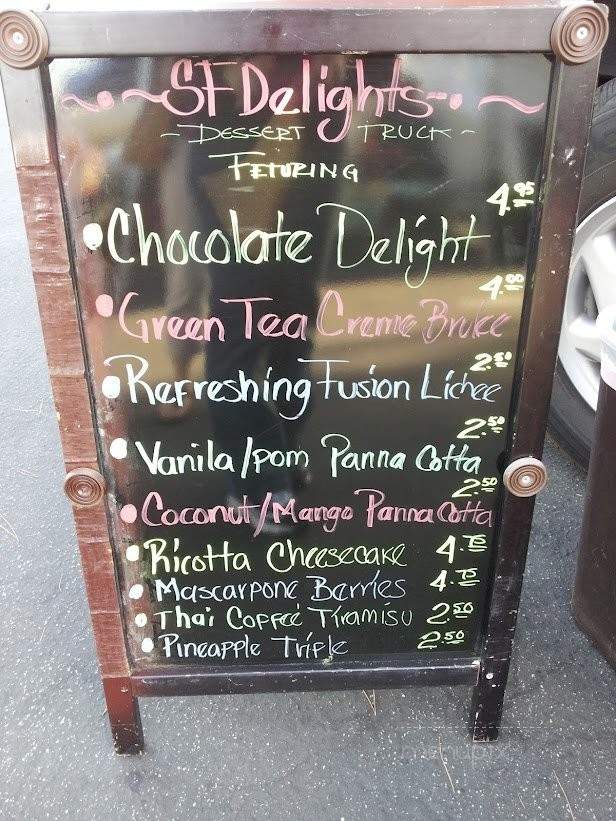 SF Delights
DESSERT TRUCK
FETURING
4.95
Chocolate Delight
4.00
Green Tea Creme Brulee
2.50
Refreshing Fusion Lichee
2.50
Vanila/pom Panna Cotta
2.50
Coconut/Mango Panna Cotta
Ricotta Cheesecake 4.75
Mascarpone Berries 4.75
Thai Coffee Tiramisu 2.50
Pineapple Trifle 2.50
menupix